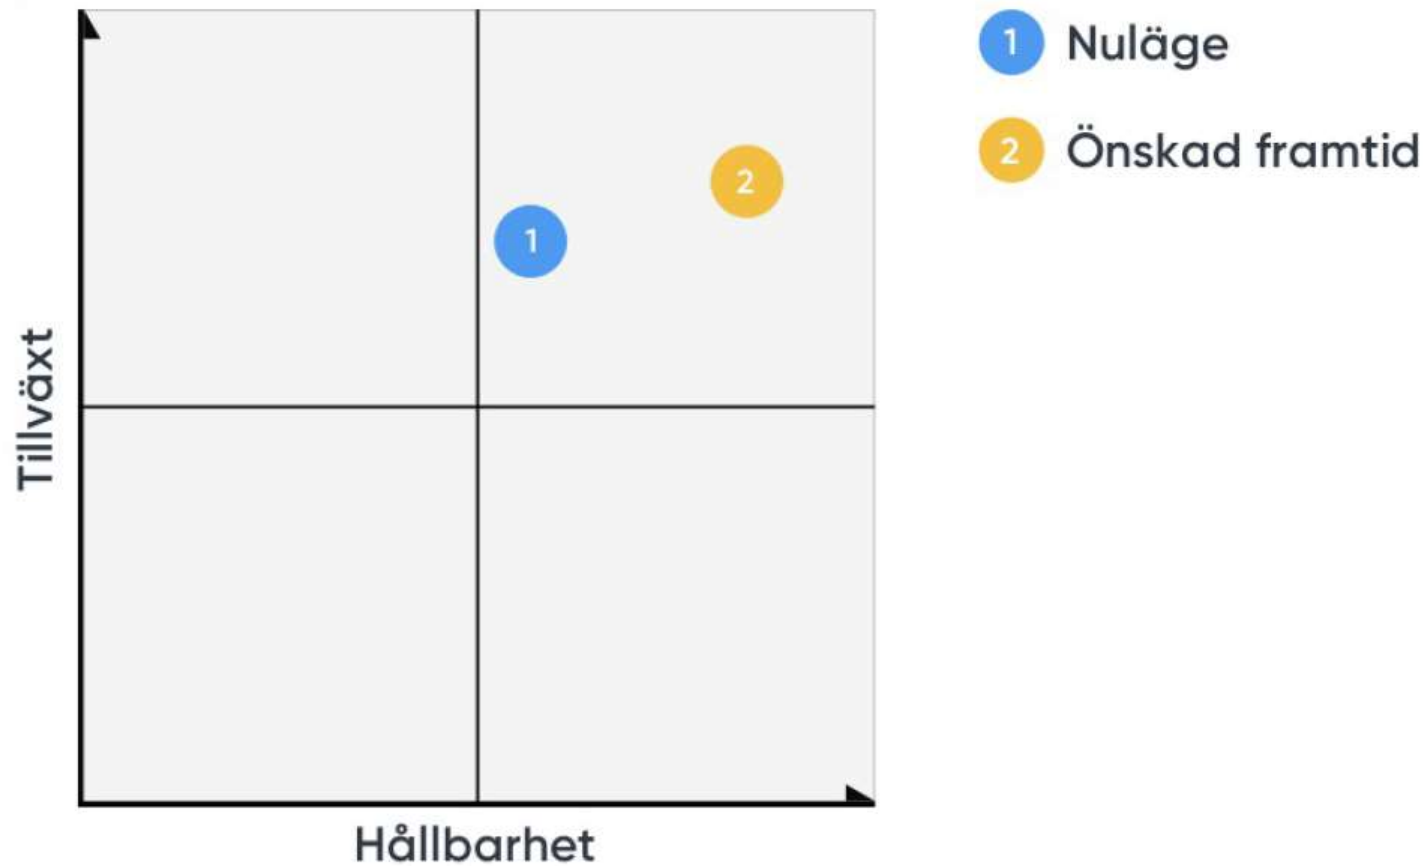 1 Nuläge
2 Önskad framtid
2
1
Tillväxt
Hållbarhet